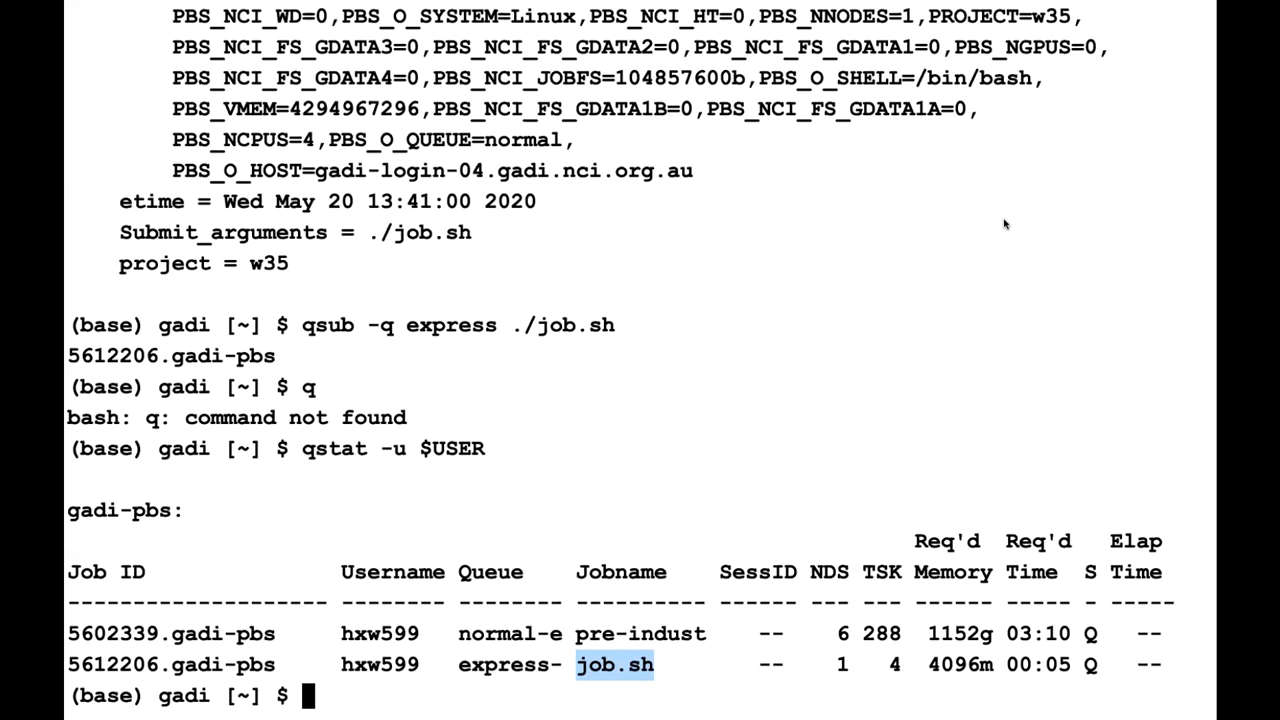 PBS_NCI_WD=0,PBS_O_SYSTEM=Linux,PBS_NCI_HT=0,PBS_NNODES=1,PROJECT=w35,
PBS_NCI_FS_GDATA3=0,PBS_NCI_FS_GDATA2=0,PBS_NCI_FS_GDATA1=0,PBS_NGPUS=0,
PBS_NCI_FS_GDATA4=0,PBS_NCI_JOBFS=104857600b,PBS_O_SHELL=/bin/bash,
PBS_VMEM=4294967296,PBS_NCI_FS_GDATA1B=0,PBS_NCI_FS_GDATA1A=0,
PBS_NCPUS=4,PBS_O_QUEUE=normal,
PBS_O_HOST=gadi-login-04.gadi.nci.org.au
etime = Wed May 20 13:41:00 2020
Submit_arguments = ./job.sh
project = w35
(base) gadi [~] $ qsub -q express ./job.sh
5612206.gadi-pbs
(base) gadi [~] $ q
bash: q: command not found
(base) gadi [~] $ qstat -u $USER
gadi-pbs:
Req'd Req'd Elap
Job ID Username Queue Jobname SessID NDS TSK Memory Time S Time
-------------------- -------- -------- ---------- ------ --- --- ------ ----- - -----
5602339.gadi-pbs hxw599 normal-e pre-indust -- 6 288 1152g 03:10 Q --
5612206.gadi-pbs hxw599 express- job.sh -- 1 4 4096m 00:05 Q --
(base) gadi [~] $